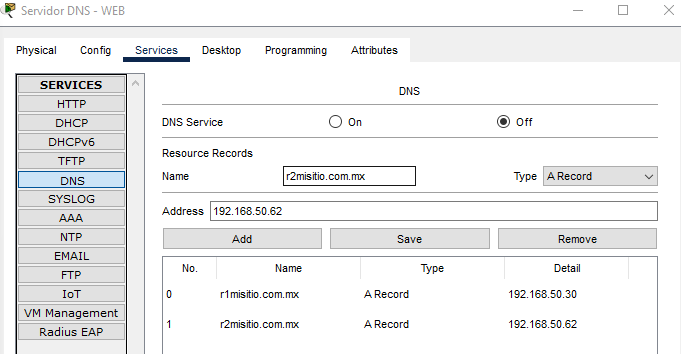 Servidor DNS - WEB
Physical Config Services Desktop Programming Attributes
SERVICES
HTTP
DHCP
DHCPv6
TFTP
DNS
SYSLOG
AAA
NTP
EMAIL
FTP
IoT
VM Management
Radius EAP
DNS
DNS Service On Off
Resource Records
Name r2misitio.com.mx Type A Record
Address 192.168.50.62
Add Save Remove
No. Name Type Detail
0 r1misitio.com.mx A Record 192.168.50.30
1 r2misitio.com.mx A Record 192.168.50.62